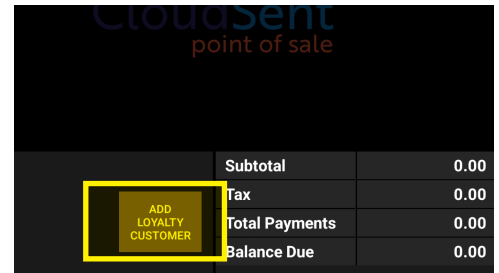 CloudSent
point of sale
Subtotal 0.00
Tax 0.00
ADD
LOYALTY
CUSTOMER
Total Payments 0.00
Balance Due 0.00